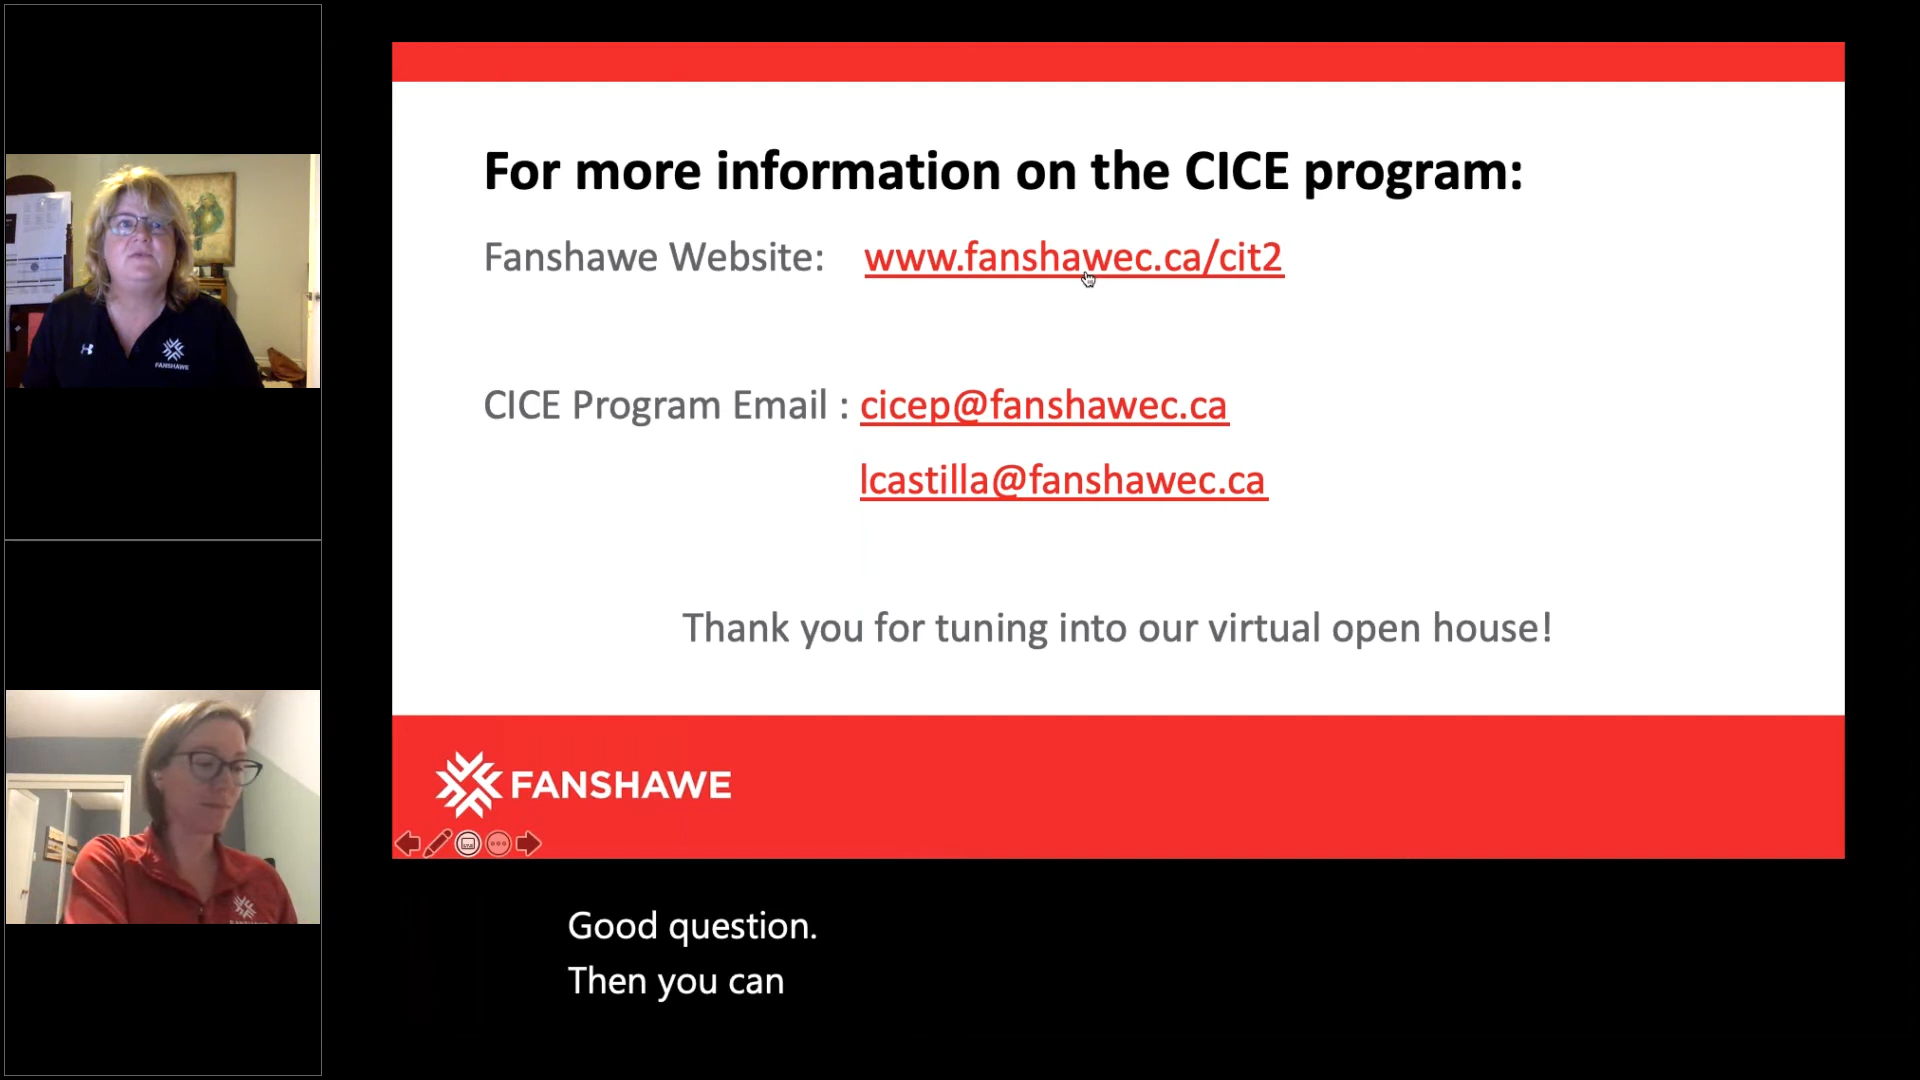 For more information on the CICE program:
Fanshawe Website: www.fanshawec.ca/cit2
CICE Program Email : cicep@fanshawec.ca
lcastilla@fanshawec.ca
Thank you for tuning into our virtual open house!
FANSHAWE
Good question.
Then you can
FANSHAWE